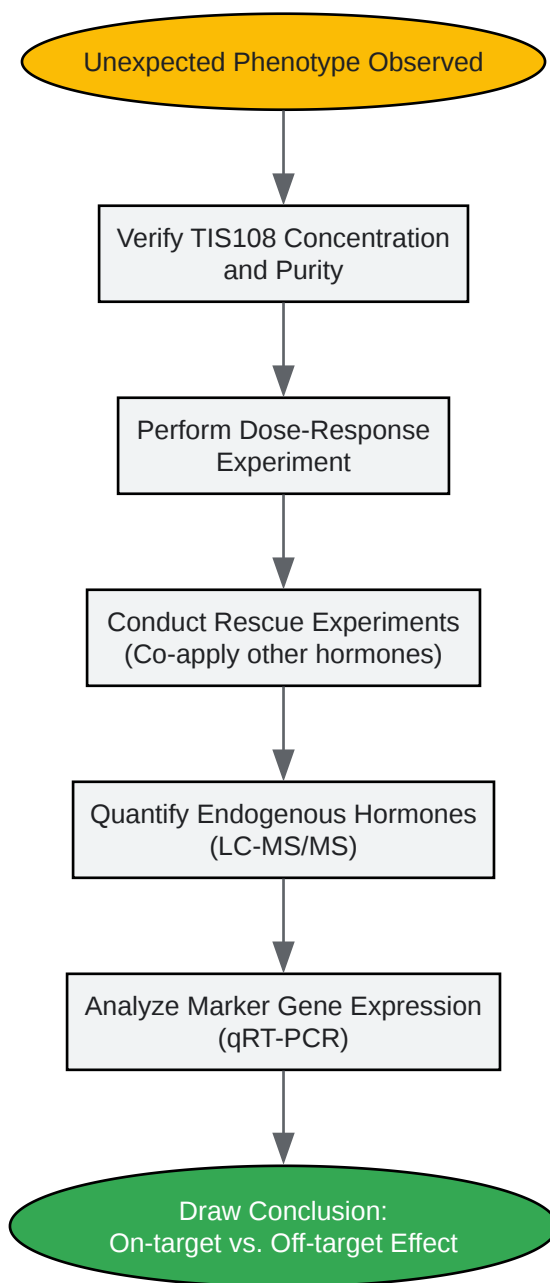 Unexpected Phenotype Observed
Verify TIS108 Concentration
and Purity
Perform Dose-Response
Experiment
Conduct Rescue Experiments
(Co-apply other hormones)
Quantify Endogenous Hormones
(LC-MS/MS)
Analyze Marker Gene Expression
(qRT-PCR)
Draw Conclusion:
On-target vs. Off-target Effect